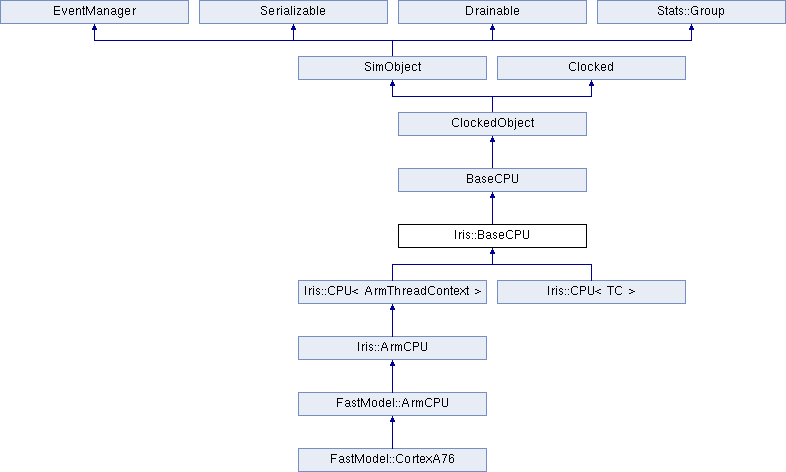 EventManager
Serializable
Drainable
Stats::Group
SimObject
Clocked
ClockedObject
BaseCPU
Iris::BaseCPU
Iris::CPU< ArmThreadContext >
Iris::CPU< TC >
Iris::ArmCPU
FastModel::ArmCPU
FastModel::CortexA76